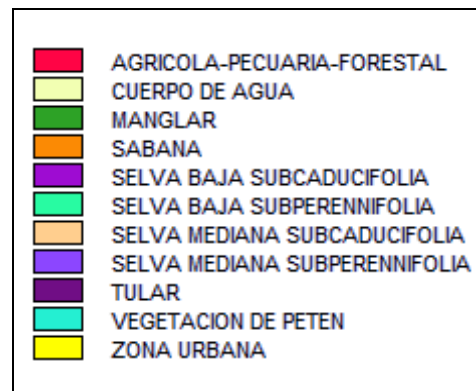 AGRICOLA-PECUARIA-FORESTAL
CUERPO DE AGUA
MANGLAR
SABANA
SELVA BAJA SUBCADUCIFOLIA
SELVA BAJA SUBPERENNIFOLIA
SELVA MEDIANA SUBCADUCIFOLIA
SELVA MEDIANA SUBPERENNIFOLIA
TULAR
VEGETACION DE PETEN
ZONA URBANA